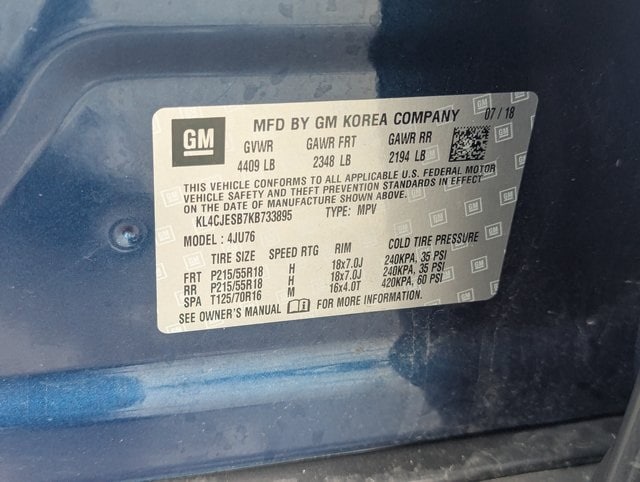 GM
MFD BY GM KOREA COMPANY 07/18
GVWR GAWR FRT GAWR RR
4409 LB 2348 LB 2194 LB
THIS VEHICLE CONFORMS TO ALL APPLICABLE U.S. FEDERAL MOTOR
VEHICLE SAFETY AND THEFT PREVENTION STANDARDS IN EFFECT
ON THE DATE OF MANUFACTURE SHOWN ABOVE.
KL4CJESB7KB733895 TYPE: MPV
MODEL: 4JU76
TIRE SIZE SPEED RTG RIM COLD TIRE PRESSURE
FRT P215/55R18 H 18x7.0J 240KPA, 35 PSI
RR P215/55R18 H 18x7.0J 240KPA, 35 PSI
SPA T125/70R16 M 16x4.0T 420KPA, 60 PSI
SEE OWNER'S MANUAL FOR MORE INFORMATION.